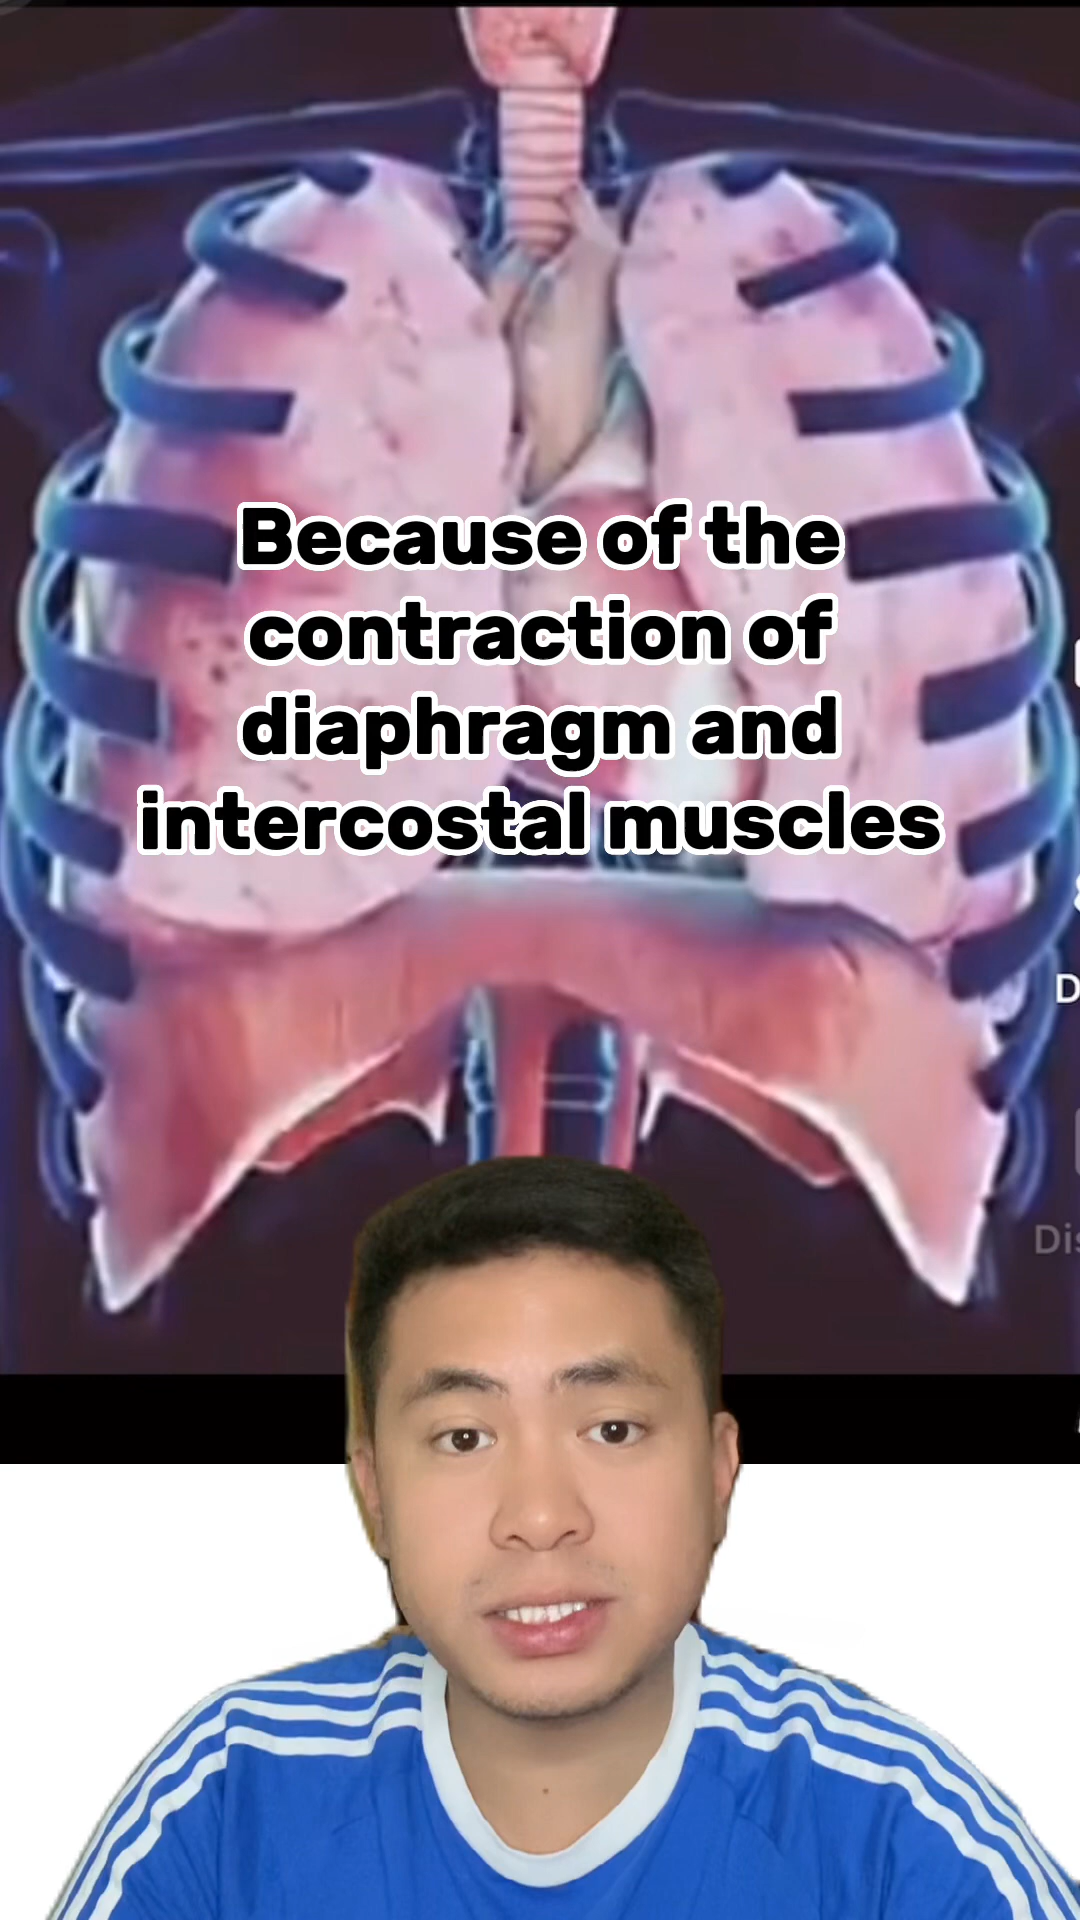 Because of the
contraction of
diaphragm and
intercostal muscles